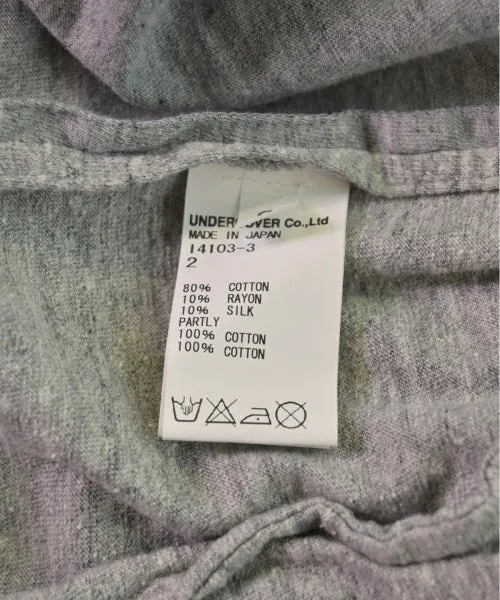 Co.,Ltd
MADE IN JAPAN
14103-3
2
80% COTTON
10% RAYON
10% SILK
PARTLY
100% COTTON
100% COTTON